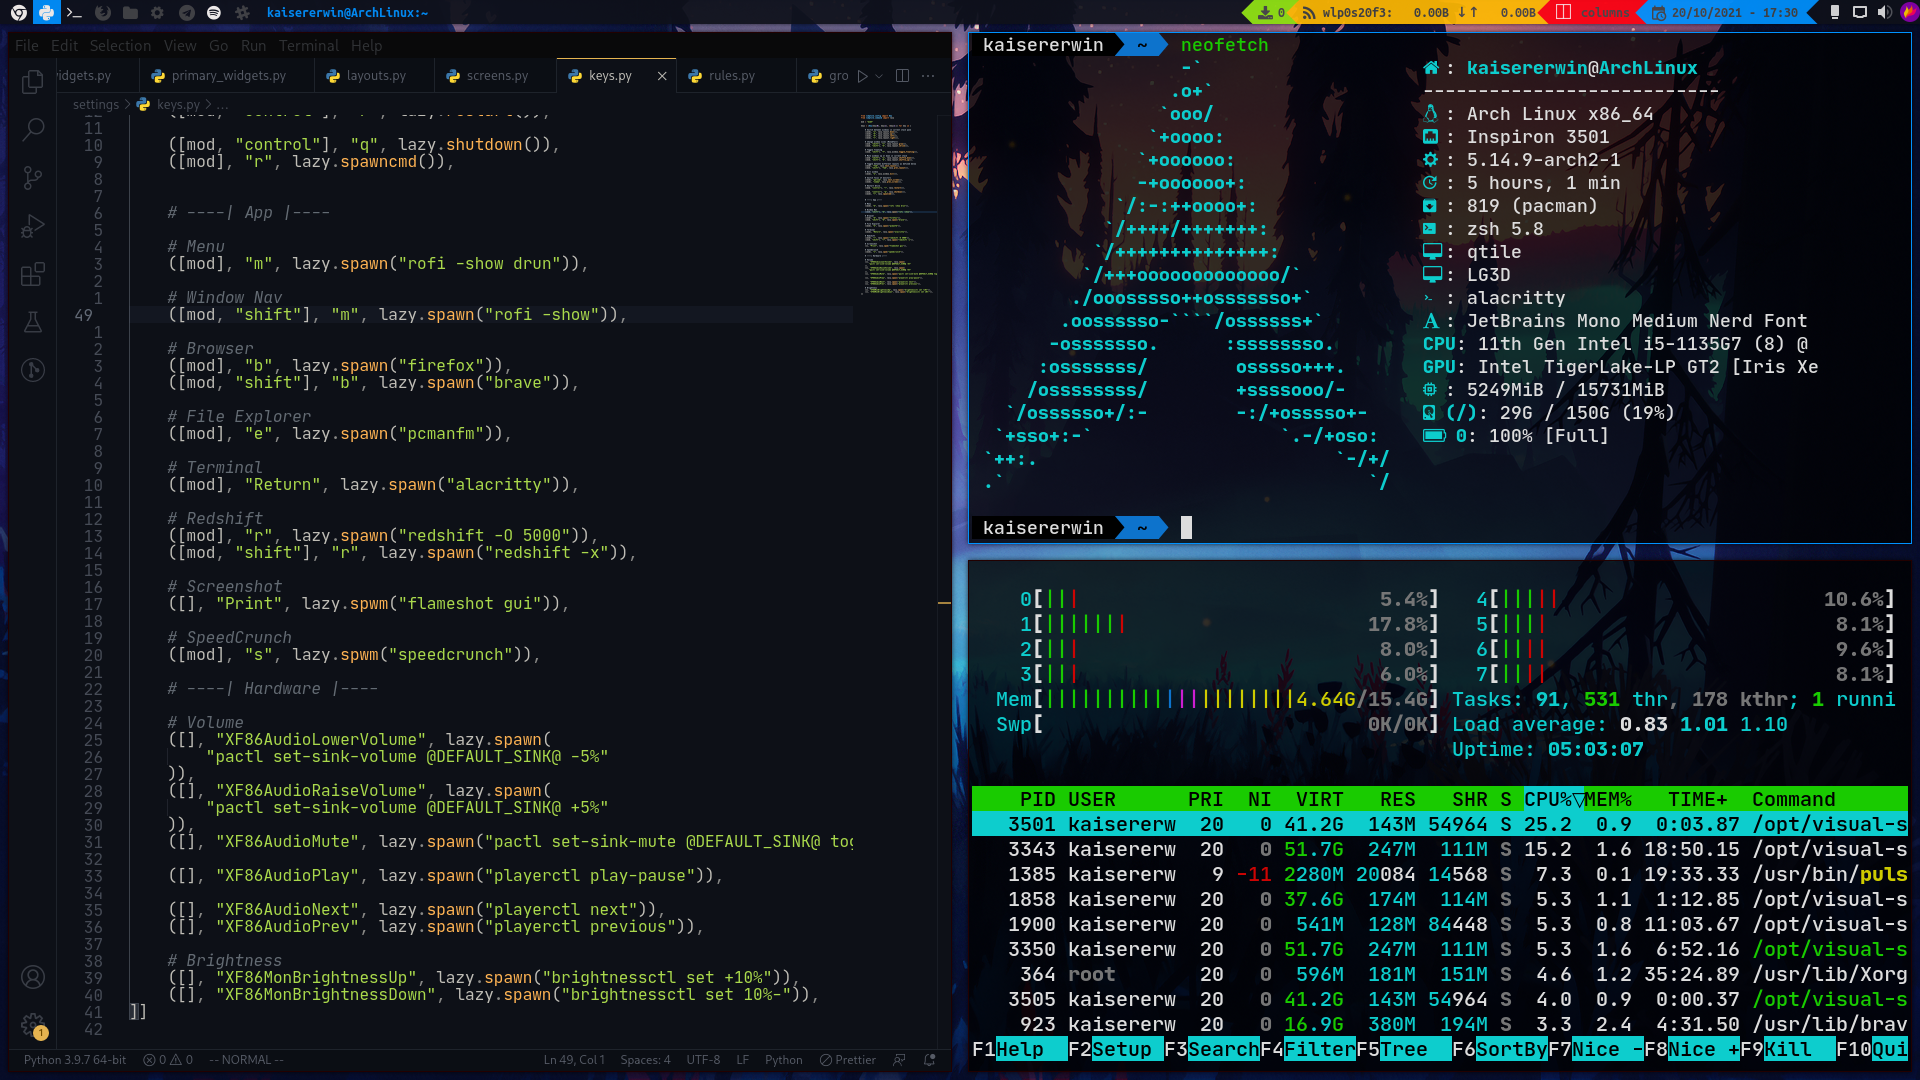 kaisererwin@ArchLinux:~
0
wlp0s20f3: 0.00B ↓↑ 0.00B
columns
20/10/2021 - 17:30
File Edit Selection View Go Run Terminal Help
idgets.py primary_widgets.py layouts.py screens.py keys.py rules.py gro
settings > keys.py > ...
11
10 ([mod, "control"], "q", lazy.shutdown()),
9 ([mod], "r", lazy.spawncmd()),
8
7
6 # ----| App |----
5
4 # Menu
3 ([mod], "m", lazy.spawn("rofi -show drun")),
2
1 # Window Nav
49 ([mod, "shift"], "m", lazy.spawn("rofi -show")),
1
2 # Browser
3 ([mod], "b", lazy.spawn("firefox")),
4 ([mod, "shift"], "b", lazy.spawn("brave")),
5
6 # File Explorer
7 ([mod], "e", lazy.spawn("pcmanfm")),
8
9 # Terminal
10 ([mod], "Return", lazy.spawn("alacritty")),
11
12 # Redshift
13 ([mod], "r", lazy.spawn("redshift -O 5000")),
14 ([mod, "shift"], "r", lazy.spawn("redshift -x")),
15
16 # Screenshot
17 ([], "Print", lazy.spwm("flameshot gui")),
18
19 # SpeedCrunch
20 ([mod], "s", lazy.spwm("speedcrunch")),
21
22 # ----| Hardware |----
23
24 # Volume
25 ([], "XF86AudioLowerVolume", lazy.spawn(
26 "pactl set-sink-volume @DEFAULT_SINK@ -5%"
27 )),
28 ([], "XF86AudioRaiseVolume", lazy.spawn(
29 "pactl set-sink-volume @DEFAULT_SINK@ +5%"
30 )),
31 ([], "XF86AudioMute", lazy.spawn("pactl set-sink-mute @DEFAULT_SINK@ tog
32
33 ([], "XF86AudioPlay", lazy.spawn("playerctl play-pause")),
34
35 ([], "XF86AudioNext", lazy.spawn("playerctl next")),
36 ([], "XF86AudioPrev", lazy.spawn("playerctl previous")),
37
38 # Brightness
39 ([], "XF86MonBrightnessUp", lazy.spawn("brightnessctl set +10%")),
40 ([], "XF86MonBrightnessDown", lazy.spawn("brightnessctl set 10%-")),
41 ]]
42
1
Python 3.9.7 64-bit 0 0 -- NORMAL -- Ln 49, Col 1 Spaces: 4 UTF-8 LF Python Prettier
kaisererwin ~ neofetch
-`
.o+`
`ooo/
`+oooo:
`+oooooo:
-+oooooo+:
`/:-:++oooo+:
`/++++/+++++++:
`/++++++++++++++:
`/+++ooooooooooooo/`
./ooosssso++osssssso+`
.oossssso-````/ossssss+`
-osssssso. :ssssssso.
:osssssss/ osssso+++.
/ossssssss/ +ssssooo/-
`/ossssso+/:- -:/+osssso+-
`+sso+:-` `.-/+oso:
`++:. `-/+/
.` `/
: kaisererwin@ArchLinux
---------------------------
: Arch Linux x86_64
: Inspiron 3501
: 5.14.9-arch2-1
: 5 hours, 1 min
: 819 (pacman)
: zsh 5.8
: qtile
: LG3D
: alacritty
: JetBrains Mono Medium Nerd Font
CPU: 11th Gen Intel i5-1135G7 (8) @
GPU: Intel TigerLake-LP GT2 [Iris Xe
: 5249MiB / 15731MiB
(/): 29G / 150G (19%)
0: 100% [Full]
kaisererwin ~
0[||| 5.4%] 4[||||| 10.6%]
1[||||||| 17.8%] 5[|||| 8.1%]
2[||| 8.0%] 6[|||| 9.6%]
3[||| 6.0%] 7[|||| 8.1%]
Mem[|||||||||||||||||||||4.64G/15.4G] Tasks: 91, 531 thr, 178 kthr; 1 runni
Swp[ 0K/0K] Load average: 0.83 1.01 1.10
Uptime: 05:03:07
PID USER PRI NI VIRT RES SHR S CPU%▽MEM% TIME+ Command
3501 kaisererw 20 0 41.2G 143M 54964 S 25.2 0.9 0:03.87 /opt/visual-s
3343 kaisererw 20 0 51.7G 247M 111M S 15.2 1.6 18:50.15 /opt/visual-s
1385 kaisererw 9 -11 2280M 20084 14568 S 7.3 0.1 19:33.33 /usr/bin/puls
1858 kaisererw 20 0 37.6G 174M 114M S 5.3 1.1 1:12.85 /opt/visual-s
1900 kaisererw 20 0 541M 128M 84448 S 5.3 0.8 11:03.67 /opt/visual-s
3350 kaisererw 20 0 51.7G 247M 111M S 5.3 1.6 6:52.16 /opt/visual-s
364 root 20 0 596M 181M 151M S 4.6 1.2 35:24.89 /usr/lib/Xorg
3505 kaisererw 20 0 41.2G 143M 54964 S 4.0 0.9 0:00.37 /opt/visual-s
923 kaisererw 20 0 16.9G 380M 194M S 3.3 2.4 4:31.50 /usr/lib/brav
F1Help F2Setup F3SearchF4FilterF5Tree F6SortByF7Nice -F8Nice +F9Kill F10Qui